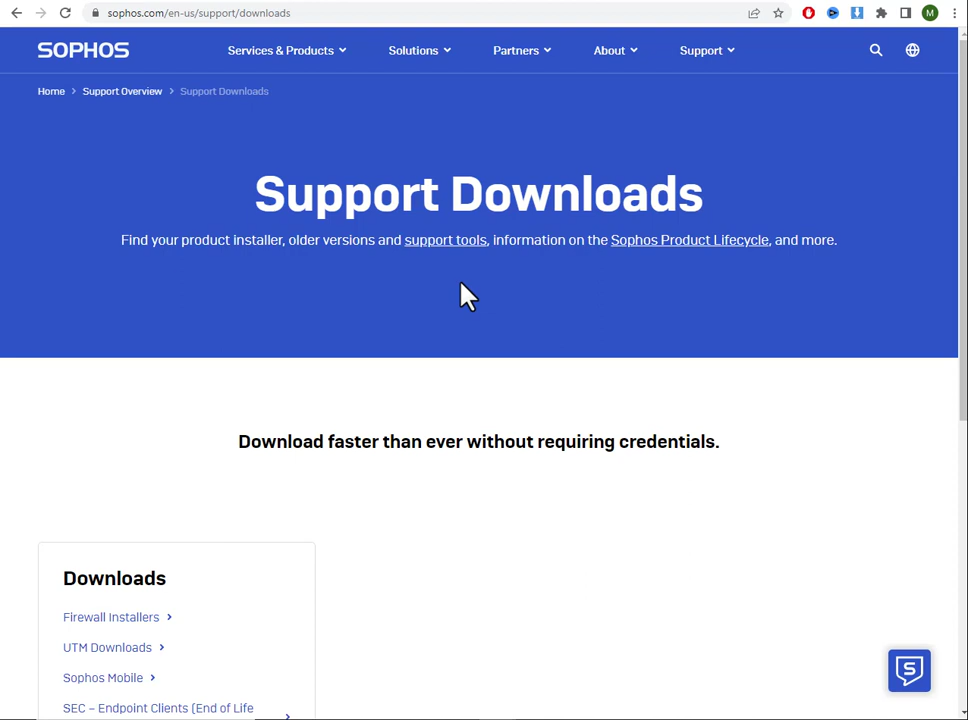 sophos.com/en-us/support/downloads
M
SOPHOS
Services & Products
Solutions
Partners
About
Support
Home
Support Overview
Support Downloads
Support Downloads
Find your product installer, older versions and support tools, information on the Sophos Product Lifecycle, and more.
Download faster than ever without requiring credentials.
Downloads
Firewall Installers
UTM Downloads
Sophos Mobile
SEC – Endpoint Clients (End of Life
S